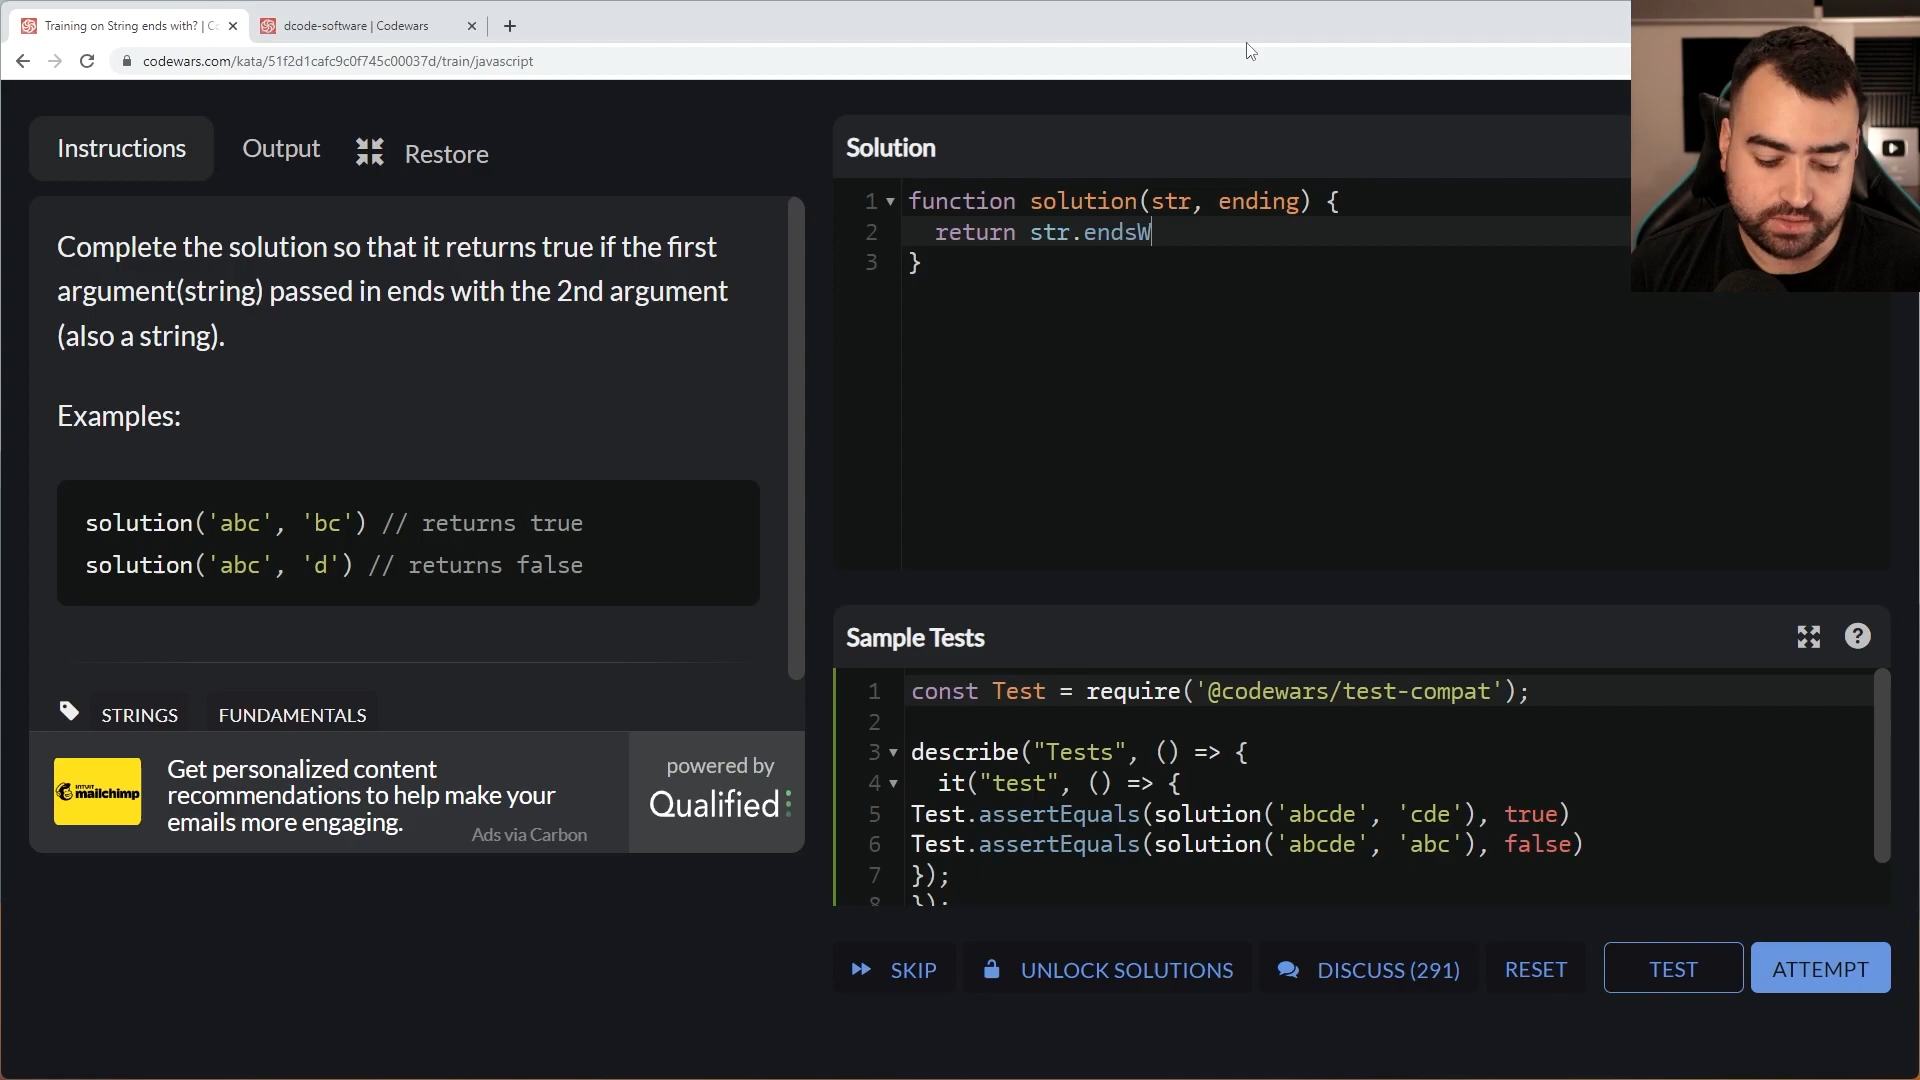 Training on String ends with? | Co
dcode-software | Codewars
codewars.com/kata/51f2d1cafc9c0f745c00037d/train/javascript
Instructions
Output
Restore
Complete the solution so that it returns true if the first
argument(string) passed in ends with the 2nd argument
(also a string).
Examples:
solution('abc', 'bc') // returns true
solution('abc', 'd') // returns false
STRINGS
FUNDAMENTALS
INTUIT
mailchimp
Get personalized content
recommendations to help make your
emails more engaging.
Ads via Carbon
powered by
Qualified
Solution
1 function solution(str, ending) {
2 return str.endsW
3 }
Sample Tests
?
1 const Test = require('@codewars/test-compat');
2
3 describe("Tests", () => {
4 it("test", () => {
5 Test.assertEquals(solution('abcde', 'cde'), true)
6 Test.assertEquals(solution('abcde', 'abc'), false)
7 });
8 });
SKIP
UNLOCK SOLUTIONS
DISCUSS (291)
RESET
TEST
ATTEMPT